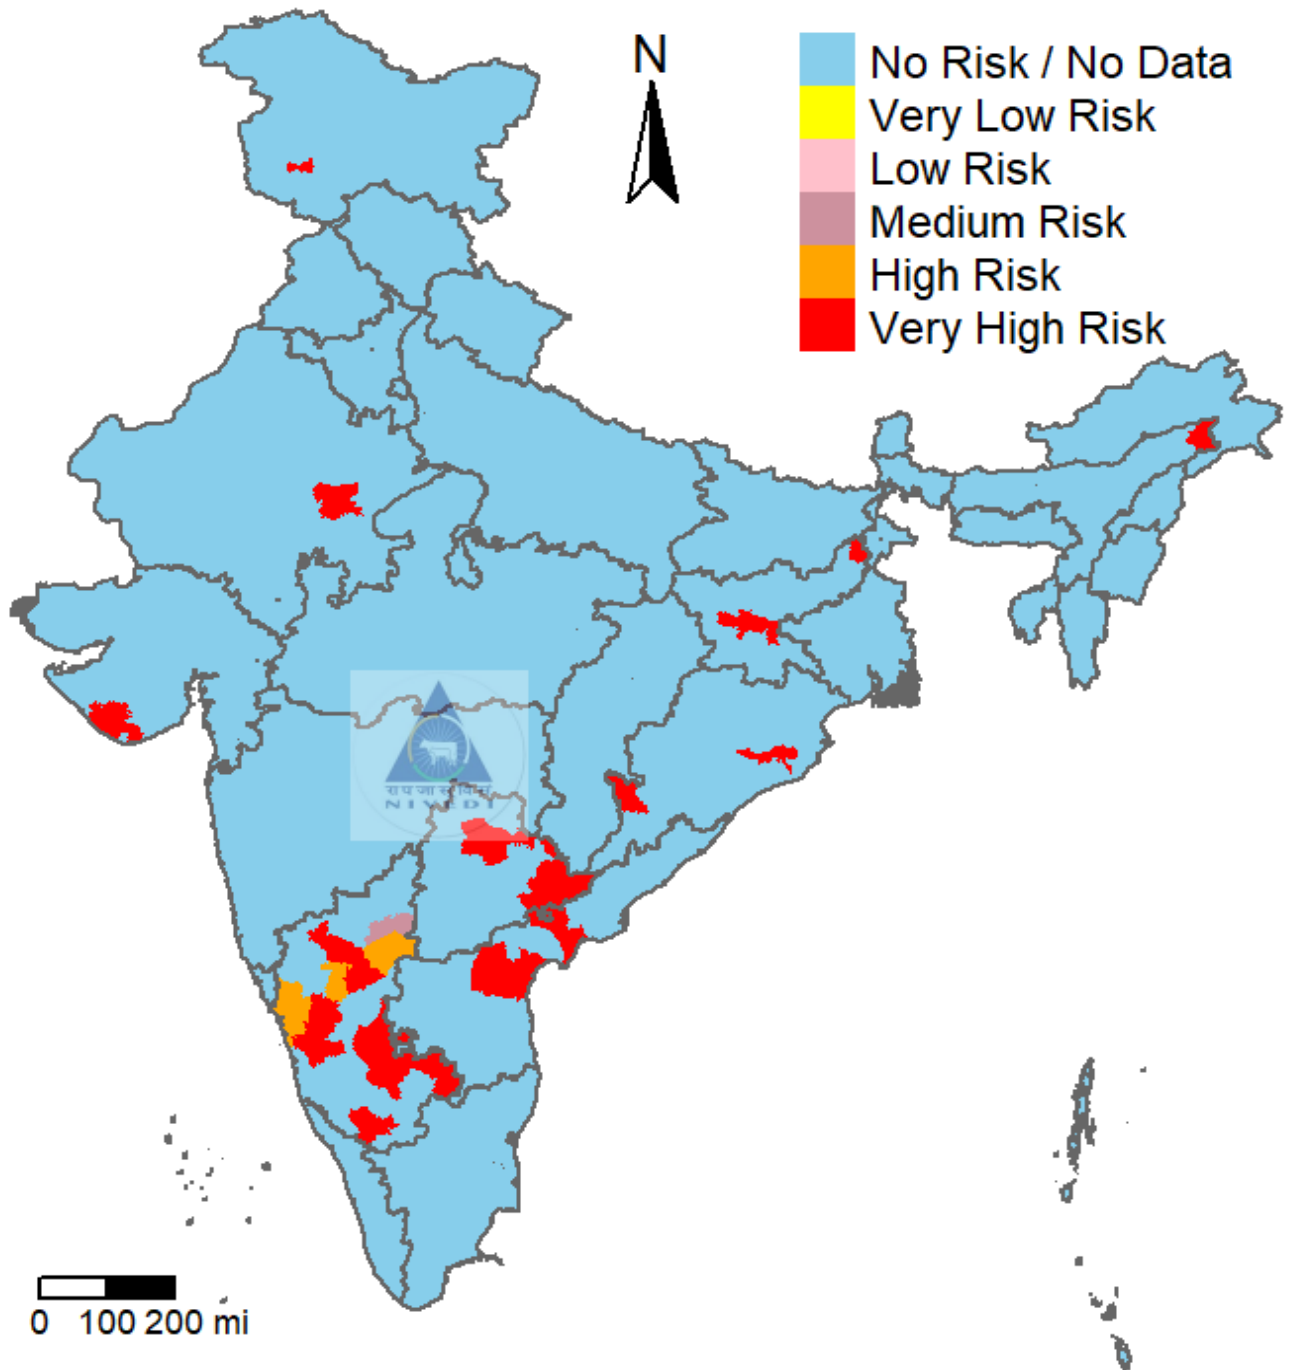 N
No Risk / No Data
Very Low Risk
Low Risk
Medium Risk
High Risk
Very High Risk
NIVEDI
0 100 200 mi